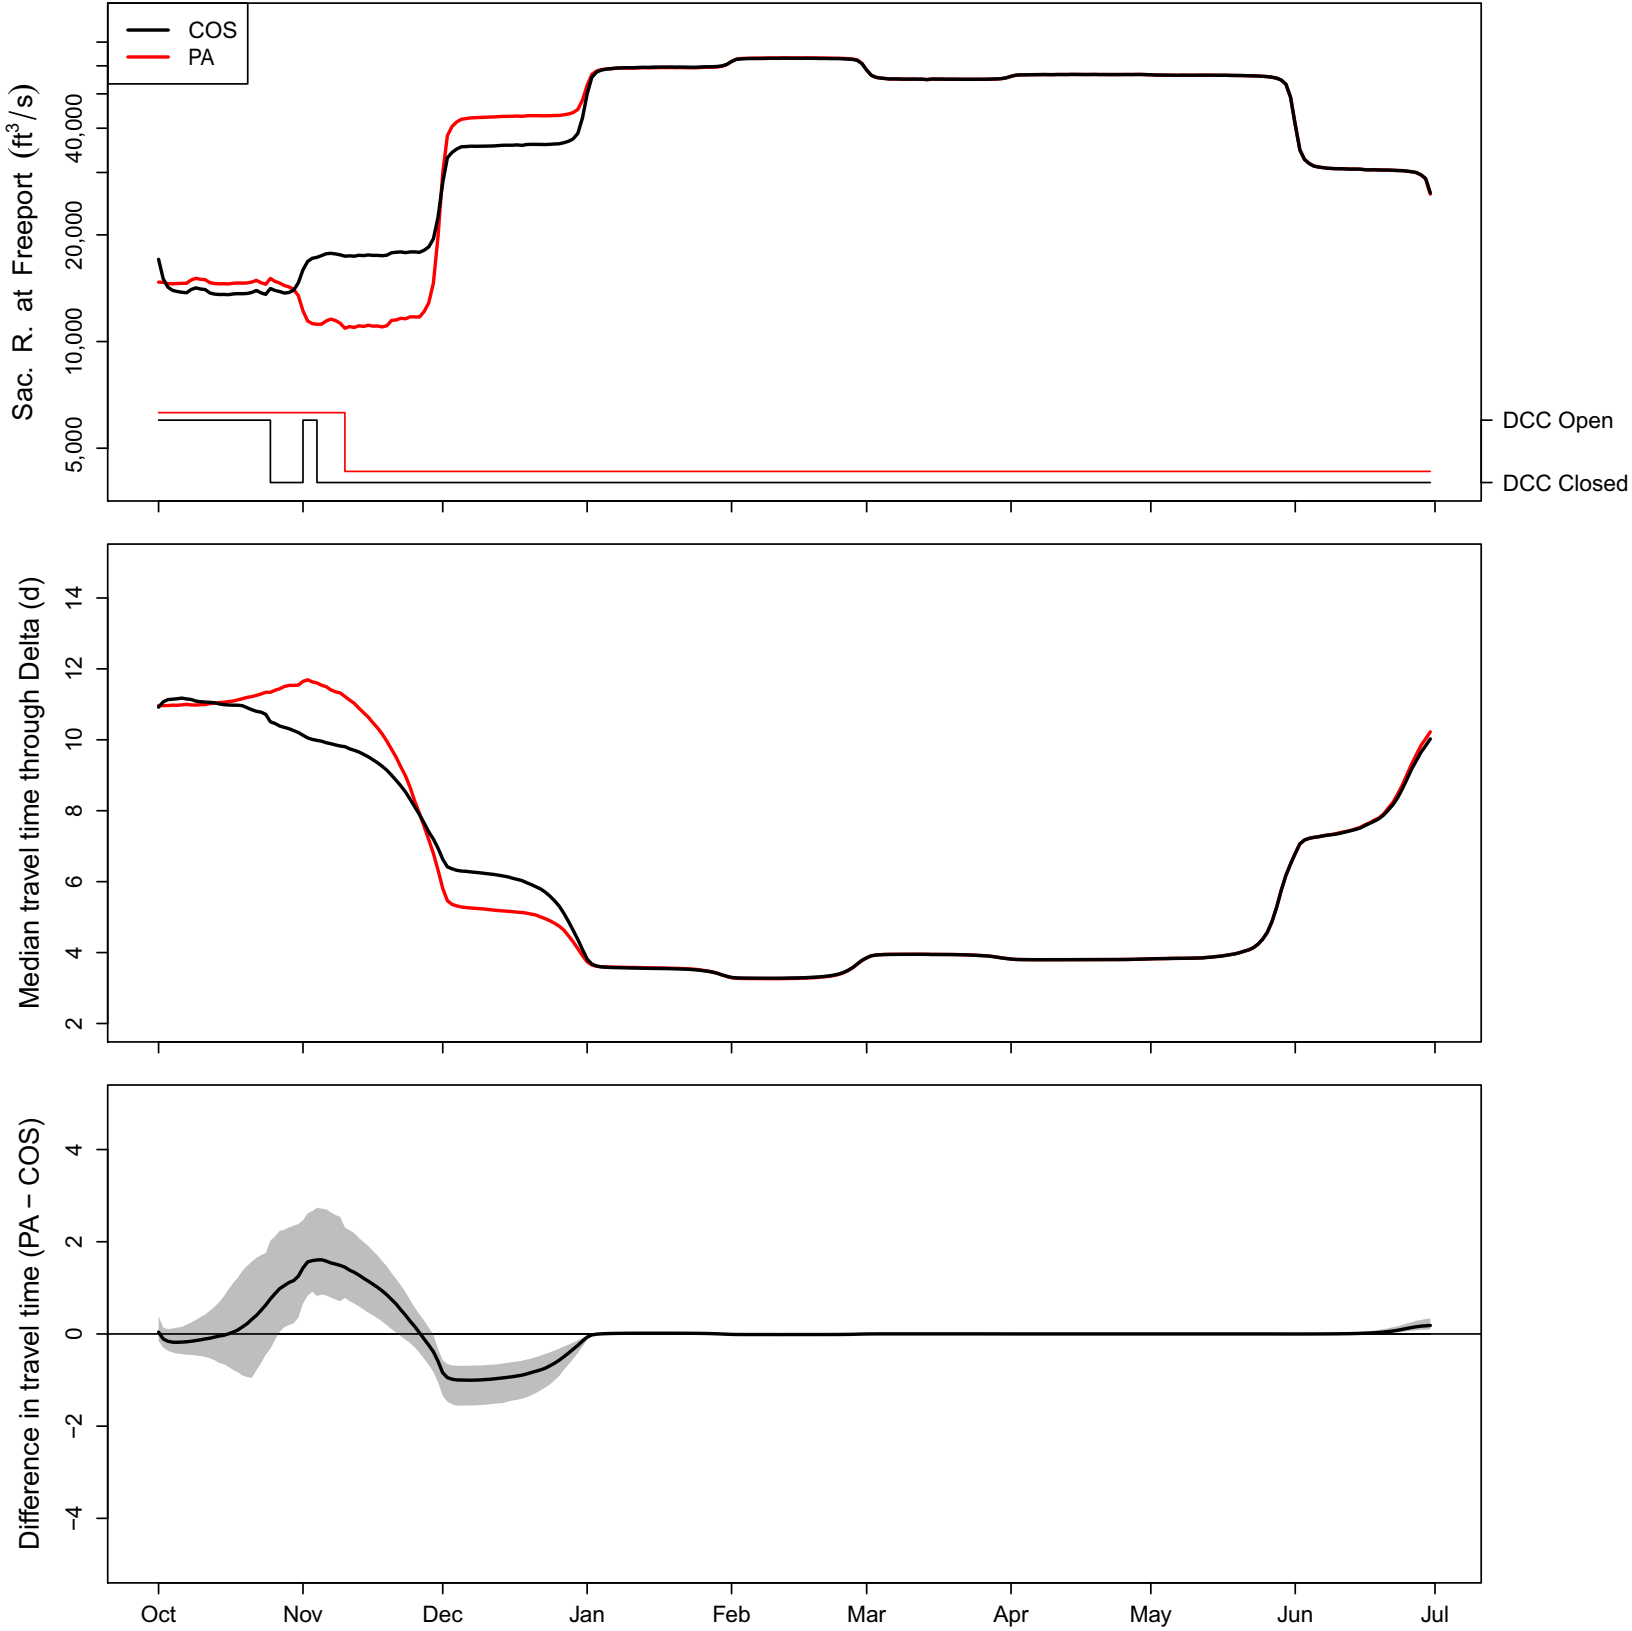 COS
PA
Sac. R. at Freeport (ft³/s)
40,000
20,000
10,000
5,000
DCC Open
DCC Closed
Median travel time through Delta (d)
14
12
10
8
6
4
2
Difference in travel time (PA − COS)
4
2
0
−2
−4
Oct Nov Dec Jan Feb Mar Apr May Jun Jul